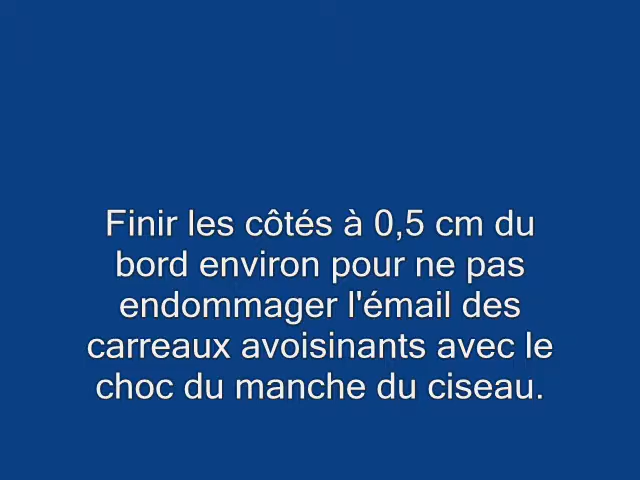 Finir les côtés à 0,5 cm du
bord environ pour ne pas
endommager l'émail des
carreaux avoisinants avec le
choc du manche du ciseau.